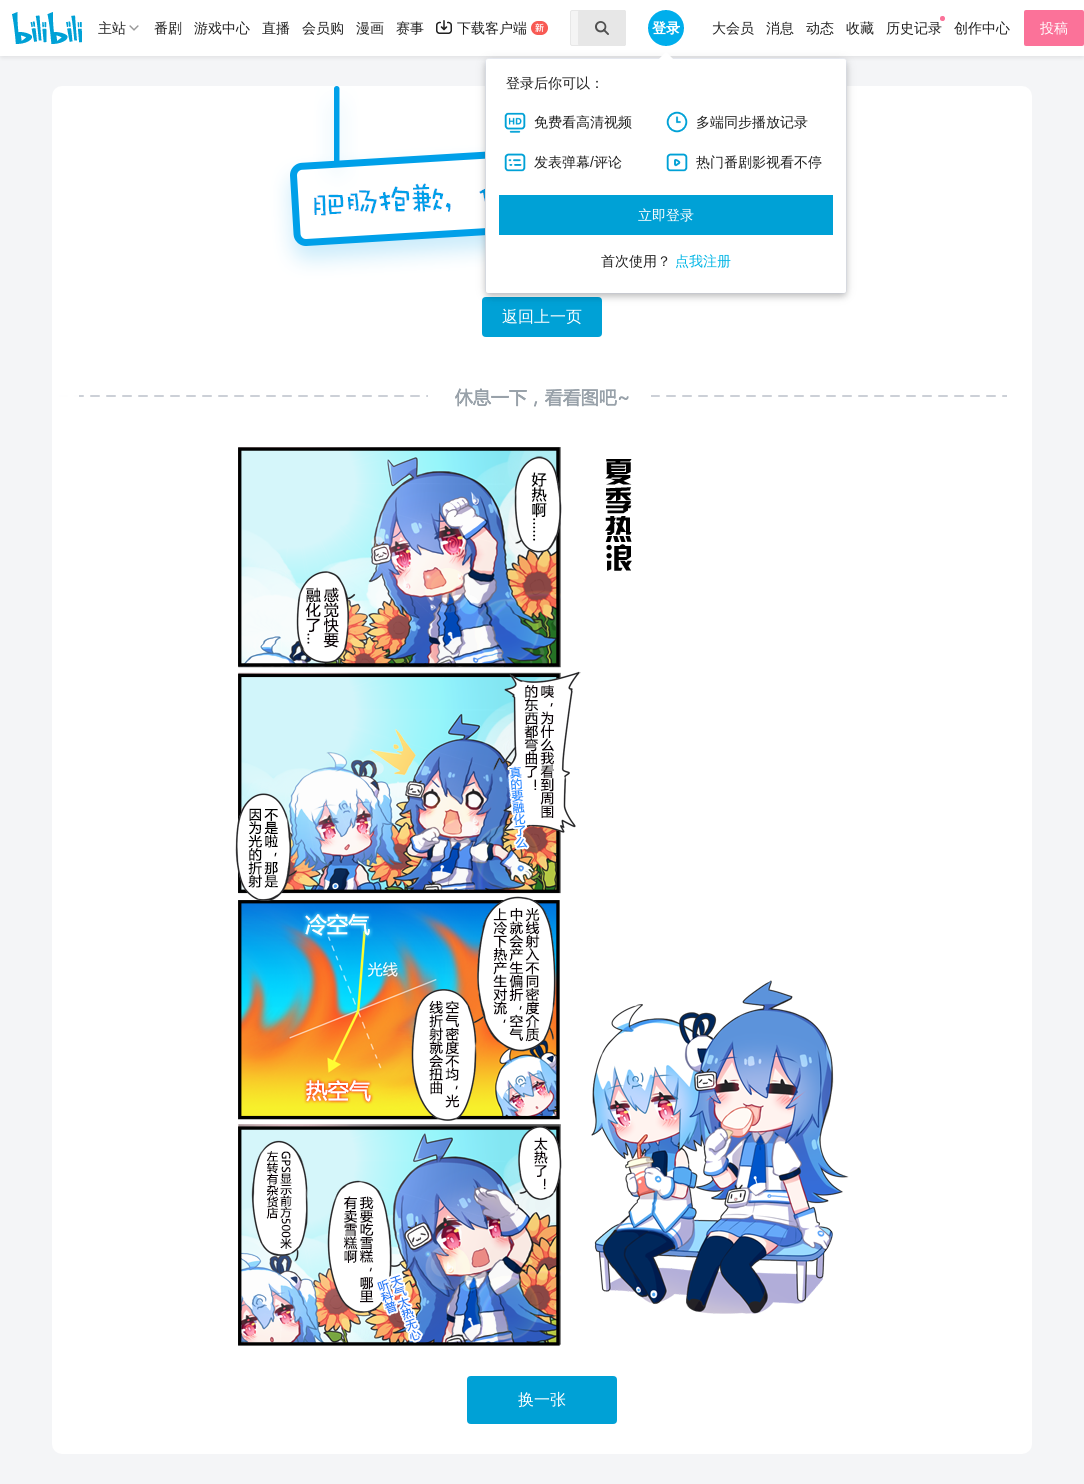 bilibili 主站 番剧 游戏中心 直播 会员购 漫画 赛事 下载客户端 新 登录 大会员 消息 动态 收藏 历史记录 创作中心 投稿
登录后你可以：
HD 免费看高清视频 多端同步播放记录
发表弹幕/评论 热门番剧影视看不停
立即登录
首次使用？ 点我注册
肥肠抱歉，
返回上一页
休息一下，看看图吧~
夏季热浪
好热啊……
感觉快要
融化了…
咦，为什么我看到周围
的东西都弯曲了！
真的要融化了么
不是啦，那是
因为光的折射
光线射入不同密度介质
中就会产生偏折，空气
上冷下热产生对流，
空气密度不均，光
线折射就会扭曲
冷空气
光线
热空气
太热了！
我要吃雪糕，哪里
有卖雪糕啊
天气太热无心
听科普
GPS显示前方500米
左转有杂货店
换一张